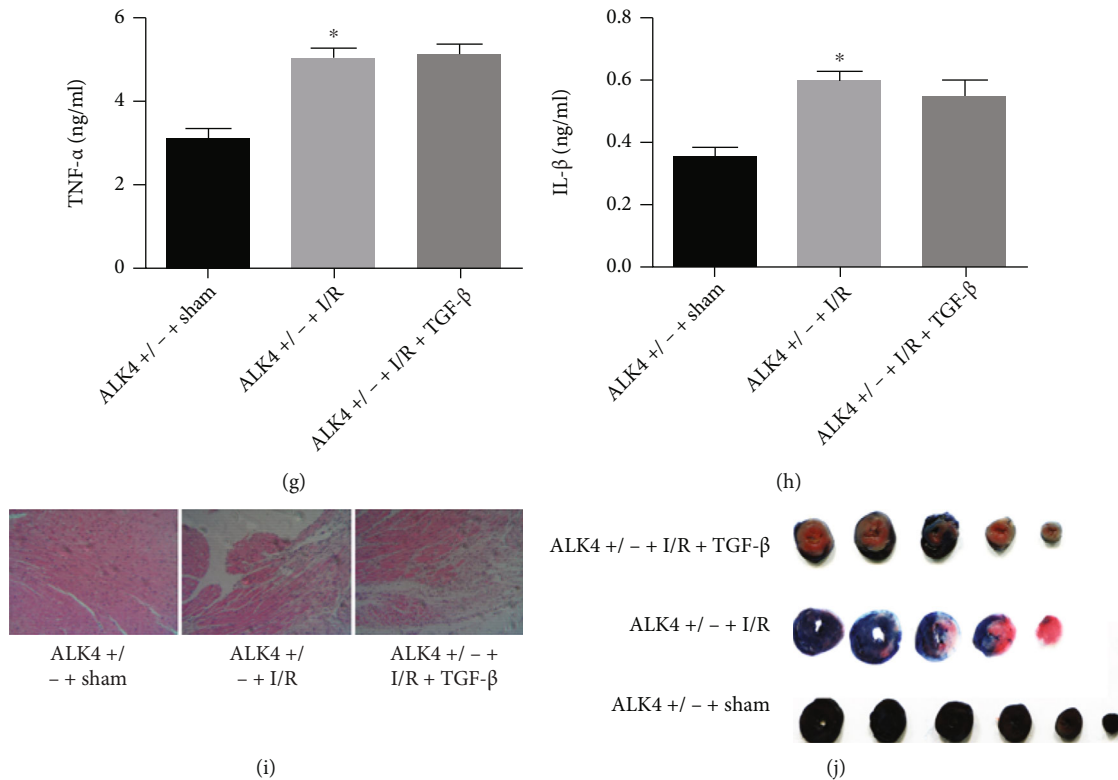 6
4
2
0
TNF-α (ng/ml)
*
ALK4 +/ − + sham
ALK4 +/ − + I/R
ALK4 +/ − + I/R + TGF-β
(g)
0.8
0.6
0.4
0.2
0.0
IL-β (ng/ml)
*
ALK4 +/ − + sham
ALK4 +/ − + I/R
ALK4 +/ − + I/R + TGF-β
(h)
ALK4 +/
− + sham
ALK4 +/
− + I/R
ALK4 +/ − +
I/R + TGF-β
(i)
ALK4 +/ − + I/R + TGF-β
ALK4 +/ − + I/R
ALK4 +/ − + sham
(j)